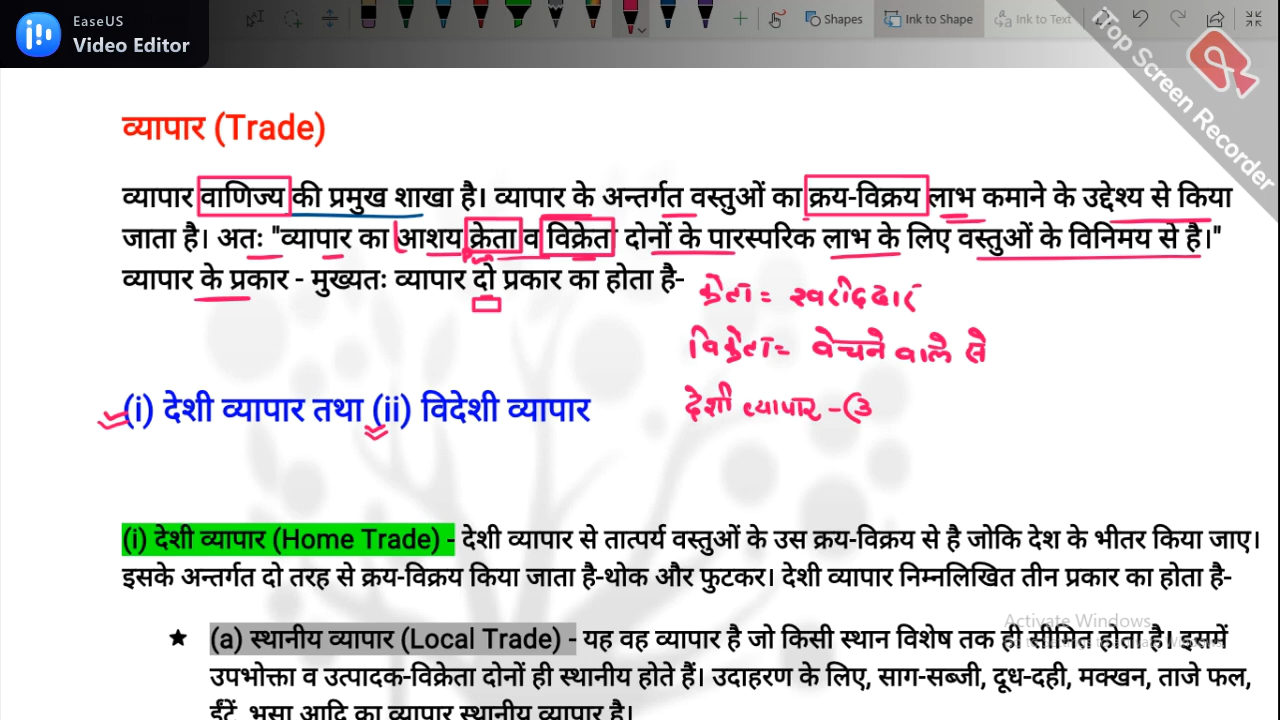 EaseUS
Video Editor
Shapes
Ink to Shape
Ink to Text
iTop Screen Recorder
व्यापार (Trade)
व्यापार वाणिज्य की प्रमुख शाखा है। व्यापार के अन्तर्गत वस्तुओं का क्रय-विक्रय लाभ कमाने के उद्देश्य से किया
जाता है। अतः "व्यापार का आशय क्रेता व विक्रेता दोनों के पारस्परिक लाभ के लिए वस्तुओं के विनिमय से है।"
व्यापार के प्रकार - मुख्यतः व्यापार दो प्रकार का होता है-
क्रेता = खरीददार
विक्रेता = बेचने वाले से
(i) देशी व्यापार तथा (ii) विदेशी व्यापार
देशी व्यापार -(3
(i) देशी व्यापार (Home Trade) - देशी व्यापार से तात्पर्य वस्तुओं के उस क्रय-विक्रय से है जोकि देश के भीतर किया जाए।
इसके अन्तर्गत दो तरह से क्रय-विक्रय किया जाता है-थोक और फुटकर। देशी व्यापार निम्नलिखित तीन प्रकार का होता है-
Activate Windows
★ (a) स्थानीय व्यापार (Local Trade) - यह वह व्यापार है जो किसी स्थान विशेष तक ही सीमित होता है। इसमें
उपभोक्ता व उत्पादक-विक्रेता दोनों ही स्थानीय होते हैं। उदाहरण के लिए, साग-सब्जी, दूध-दही, मक्खन, ताजे फल,
ईंटें, भूसा आदि का व्यापार स्थानीय व्यापार है।